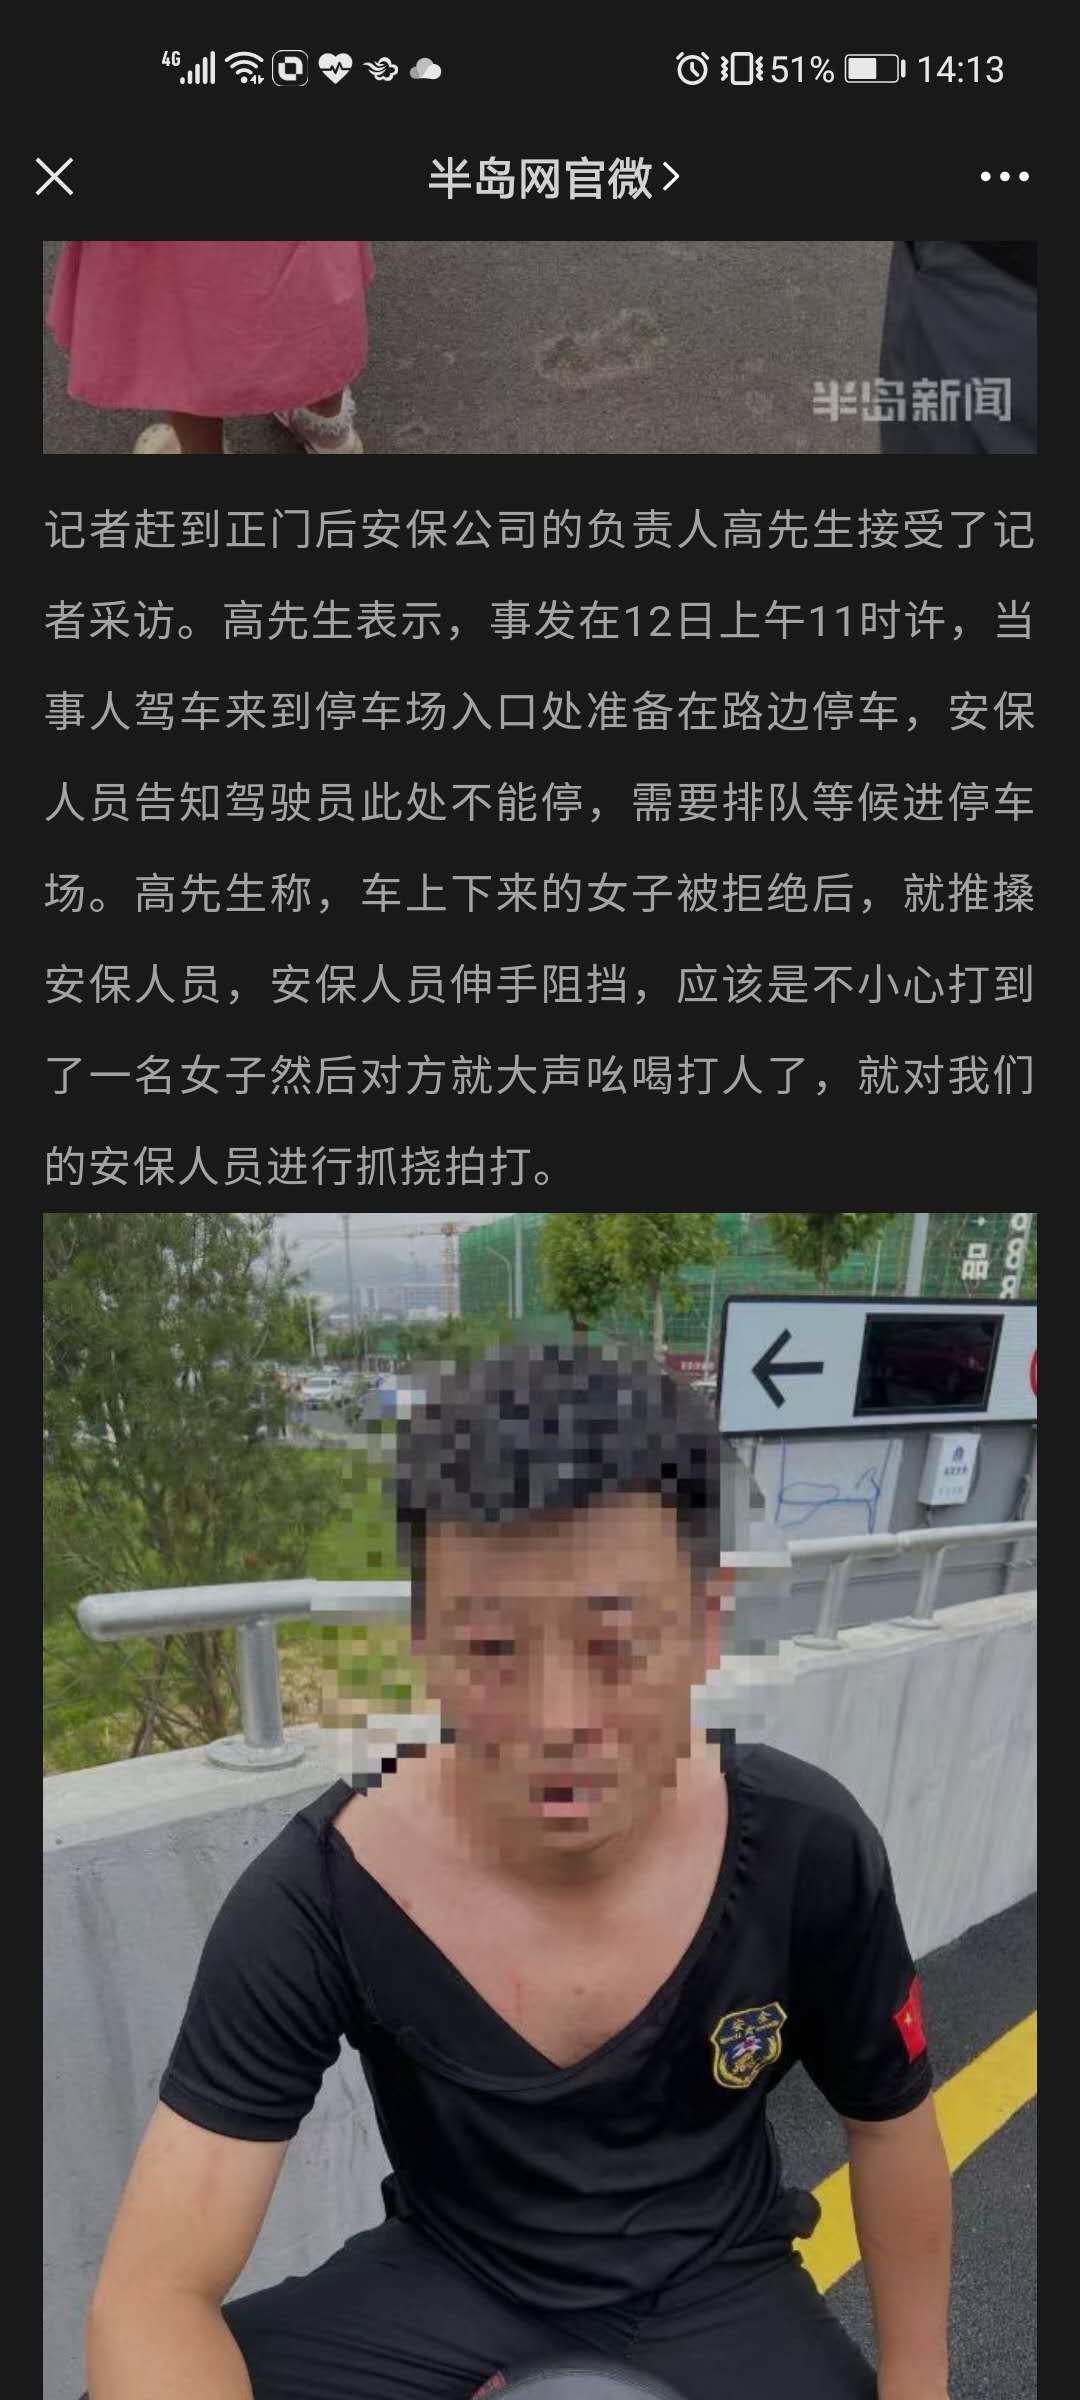 4G 51% 14:13
半岛网官微
半岛新闻
记者赶到正门后安保公司的负责人高先生接受了记
者采访。高先生表示，事发在12日上午11时许，当
事人驾车来到停车场入口处准备在路边停车，安保
人员告知驾驶员此处不能停，需要排队等候进停车
场。高先生称，车上下来的女子被拒绝后，就推搡
安保人员，安保人员伸手阻挡，应该是不小心打到
了一名女子然后对方就大声吆喝打人了，就对我们
的安保人员进行抓挠拍打。
品
安全